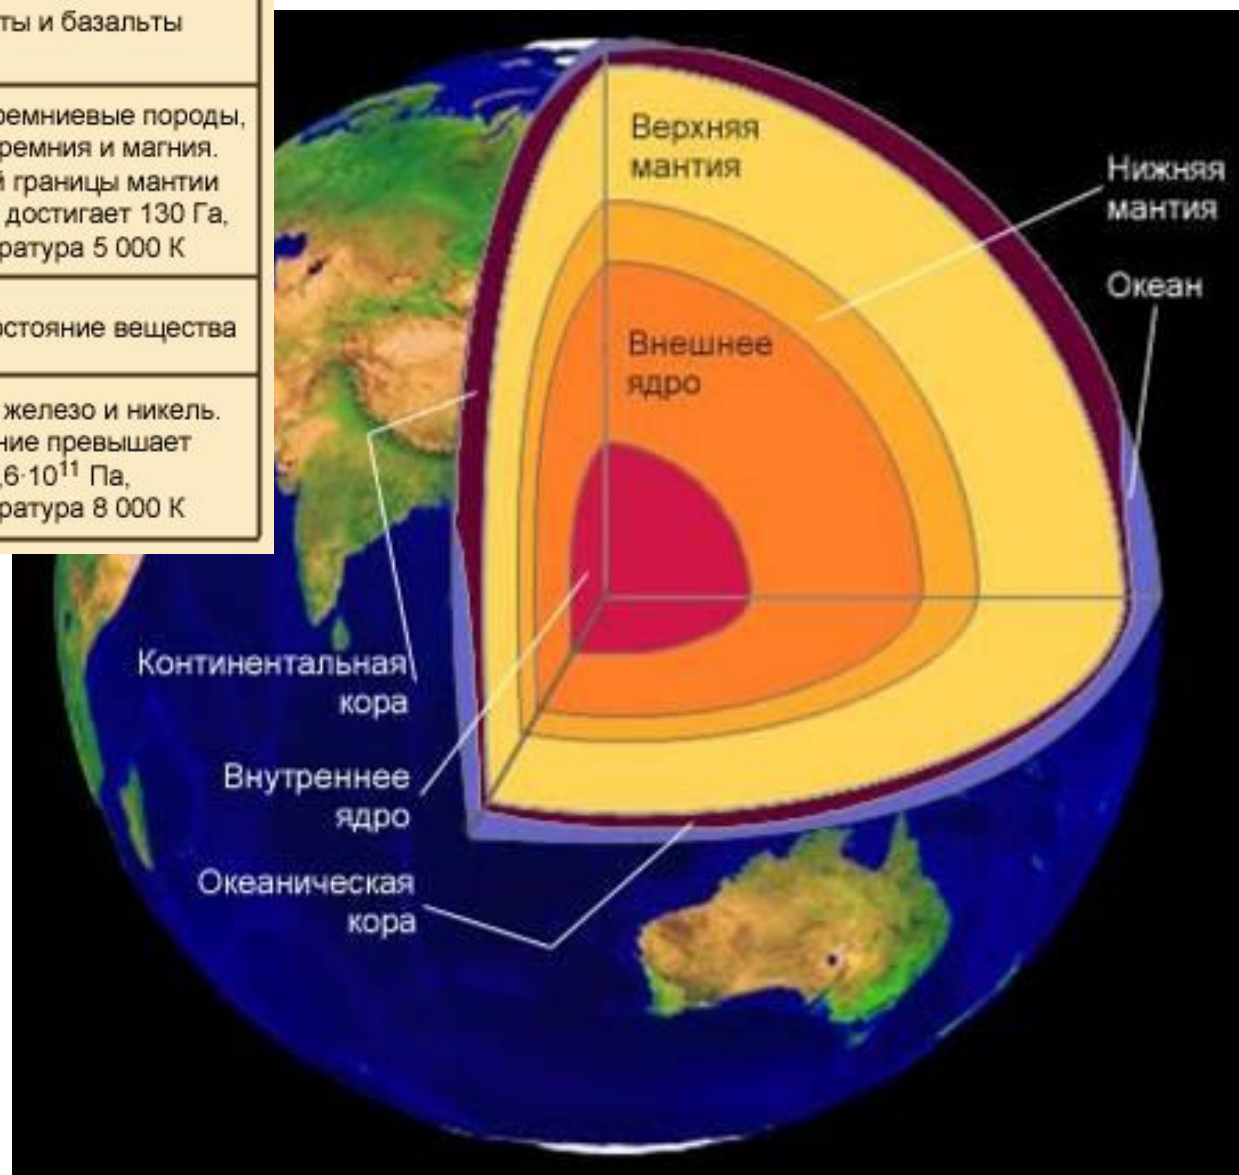 ты и базальты
ремниевые породы,
ремния и магния.
й границы мантии
достигает 130 Га,
ратура 5 000 К
остояние вещества
железо и никель.
ние превышает
,6·10¹¹ Па,
ратура 8 000 К
Верхняя
мантия
Нижняя
мантия
Океан
Внешнее
ядро
Континентальная
кора
Внутреннее
ядро
Океаническая
кора